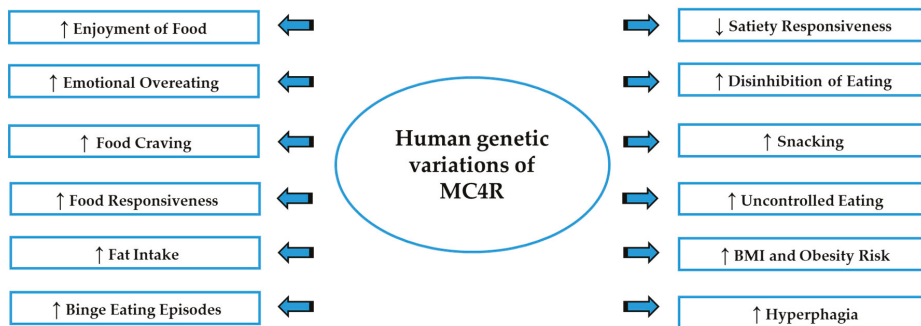 ↑ Enjoyment of Food
↑ Emotional Overeating
↑ Food Craving
↑ Food Responsiveness
↑ Fat Intake
↑ Binge Eating Episodes
Human genetic
variations of
MC4R
↓ Satiety Responsiveness
↑ Disinhibition of Eating
↑ Snacking
↑ Uncontrolled Eating
↑ BMI and Obesity Risk
↑ Hyperphagia